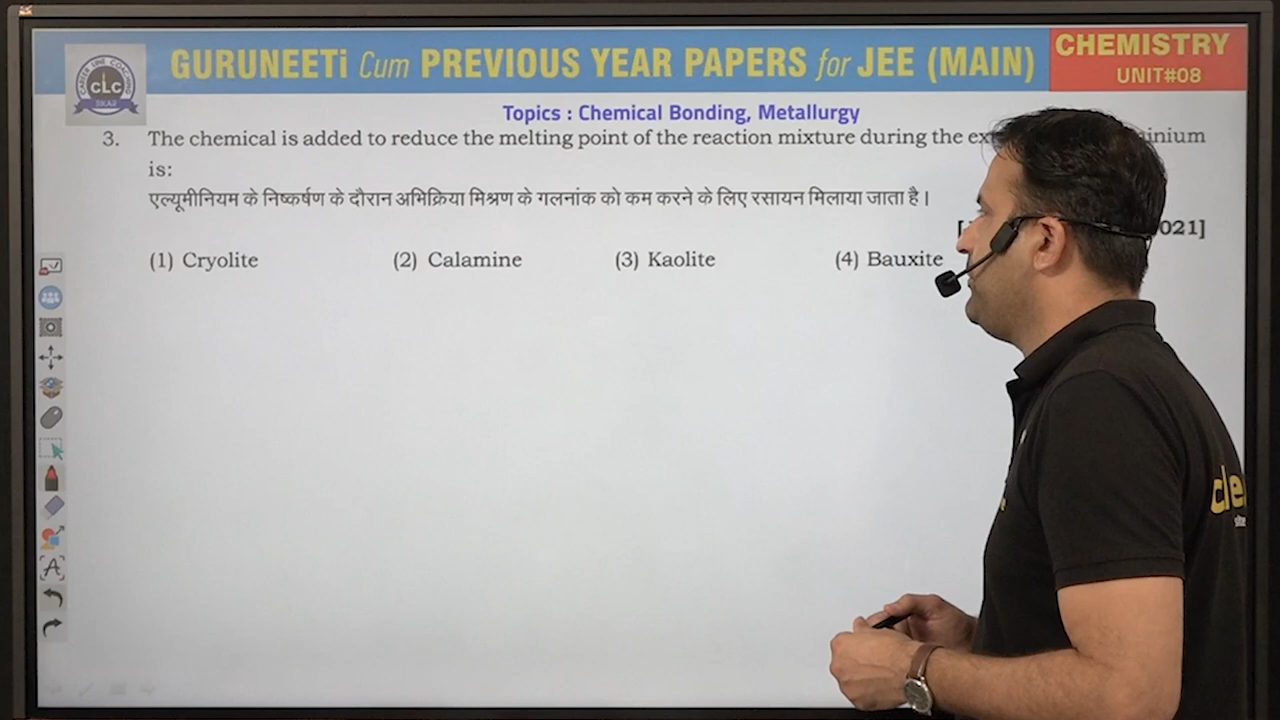 GURUNEETi Cum PREVIOUS YEAR PAPERS for JEE (MAIN)
CHEMISTRY
UNIT#08
CLC
Topics : Chemical Bonding, Metallurgy
3. The chemical is added to reduce the melting point of the reaction mixture during the
is:
एल्यूमीनियम के निष्कर्षण के दौरान अभिक्रिया मिश्रण के गलनांक को कम करने के लिए रसायन मिलाया जाता है।
021]
(1) Cryolite (2) Calamine (3) Kaolite (4) Bauxite
cle